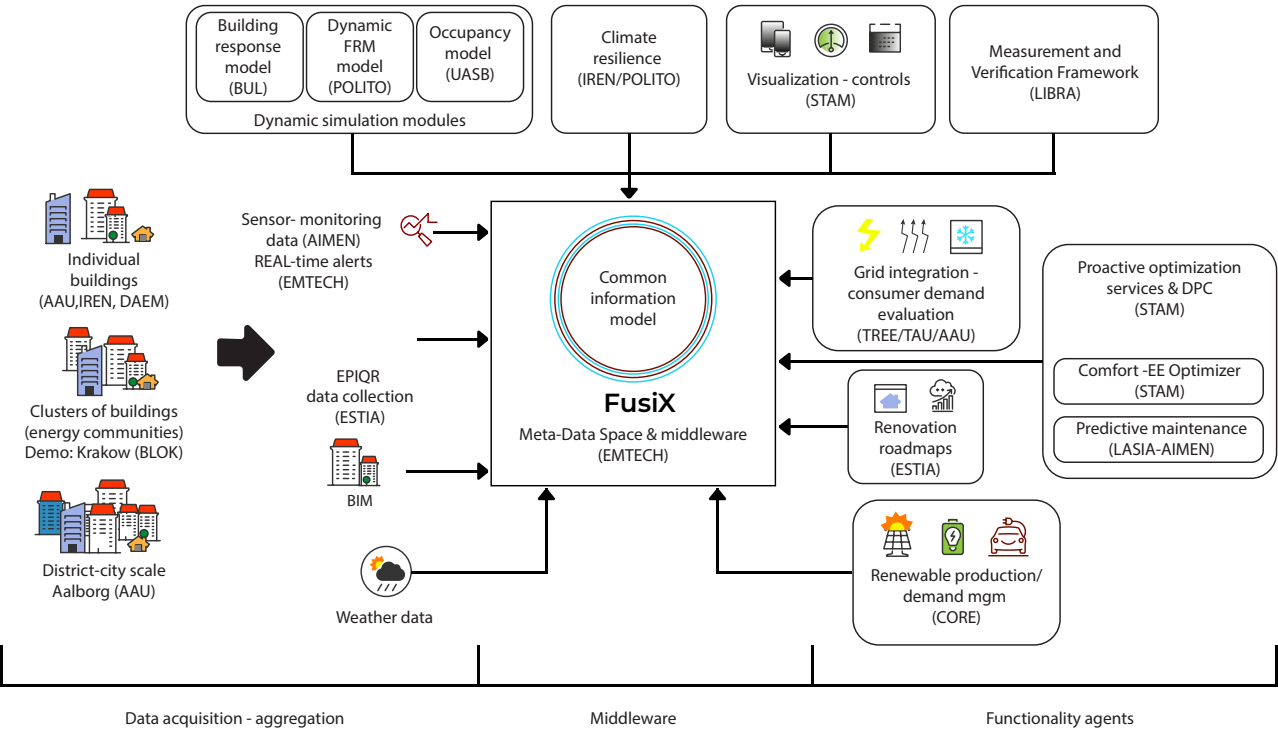 Building
response
model
(BUL)
Dynamic
FRM
model
(POLITO)
Occupancy
model
(UASB)
Dynamic simulation modules
Climate
resilience
(IREN/POLITO)
Visualization - controls
(STAM)
Measurement and
Verification Framework
(LIBRA)
Individual
buildings
(AAU,IREN, DAEM)
Clusters of buildings
(energy communities)
Demo: Krakow (BLOK)
District-city scale
Aalborg (AAU)
Sensor- monitoring
data (AIMEN)
REAL-time alerts
(EMTECH)
EPIQR
data collection
(ESTIA)
BIM
Weather data
Common
information
model
FusiX
Meta-Data Space & middleware
(EMTECH)
Grid integration -
consumer demand
evaluation
(TREE/TAU/AAU)
Renovation
roadmaps
(ESTIA)
Renewable production/
demand mgm
(CORE)
Proactive optimization
services & DPC
(STAM)
Comfort -EE Optimizer
(STAM)
Predictive maintenance
(LASIA-AIMEN)
Data acquisition - aggregation
Middleware
Functionality agents